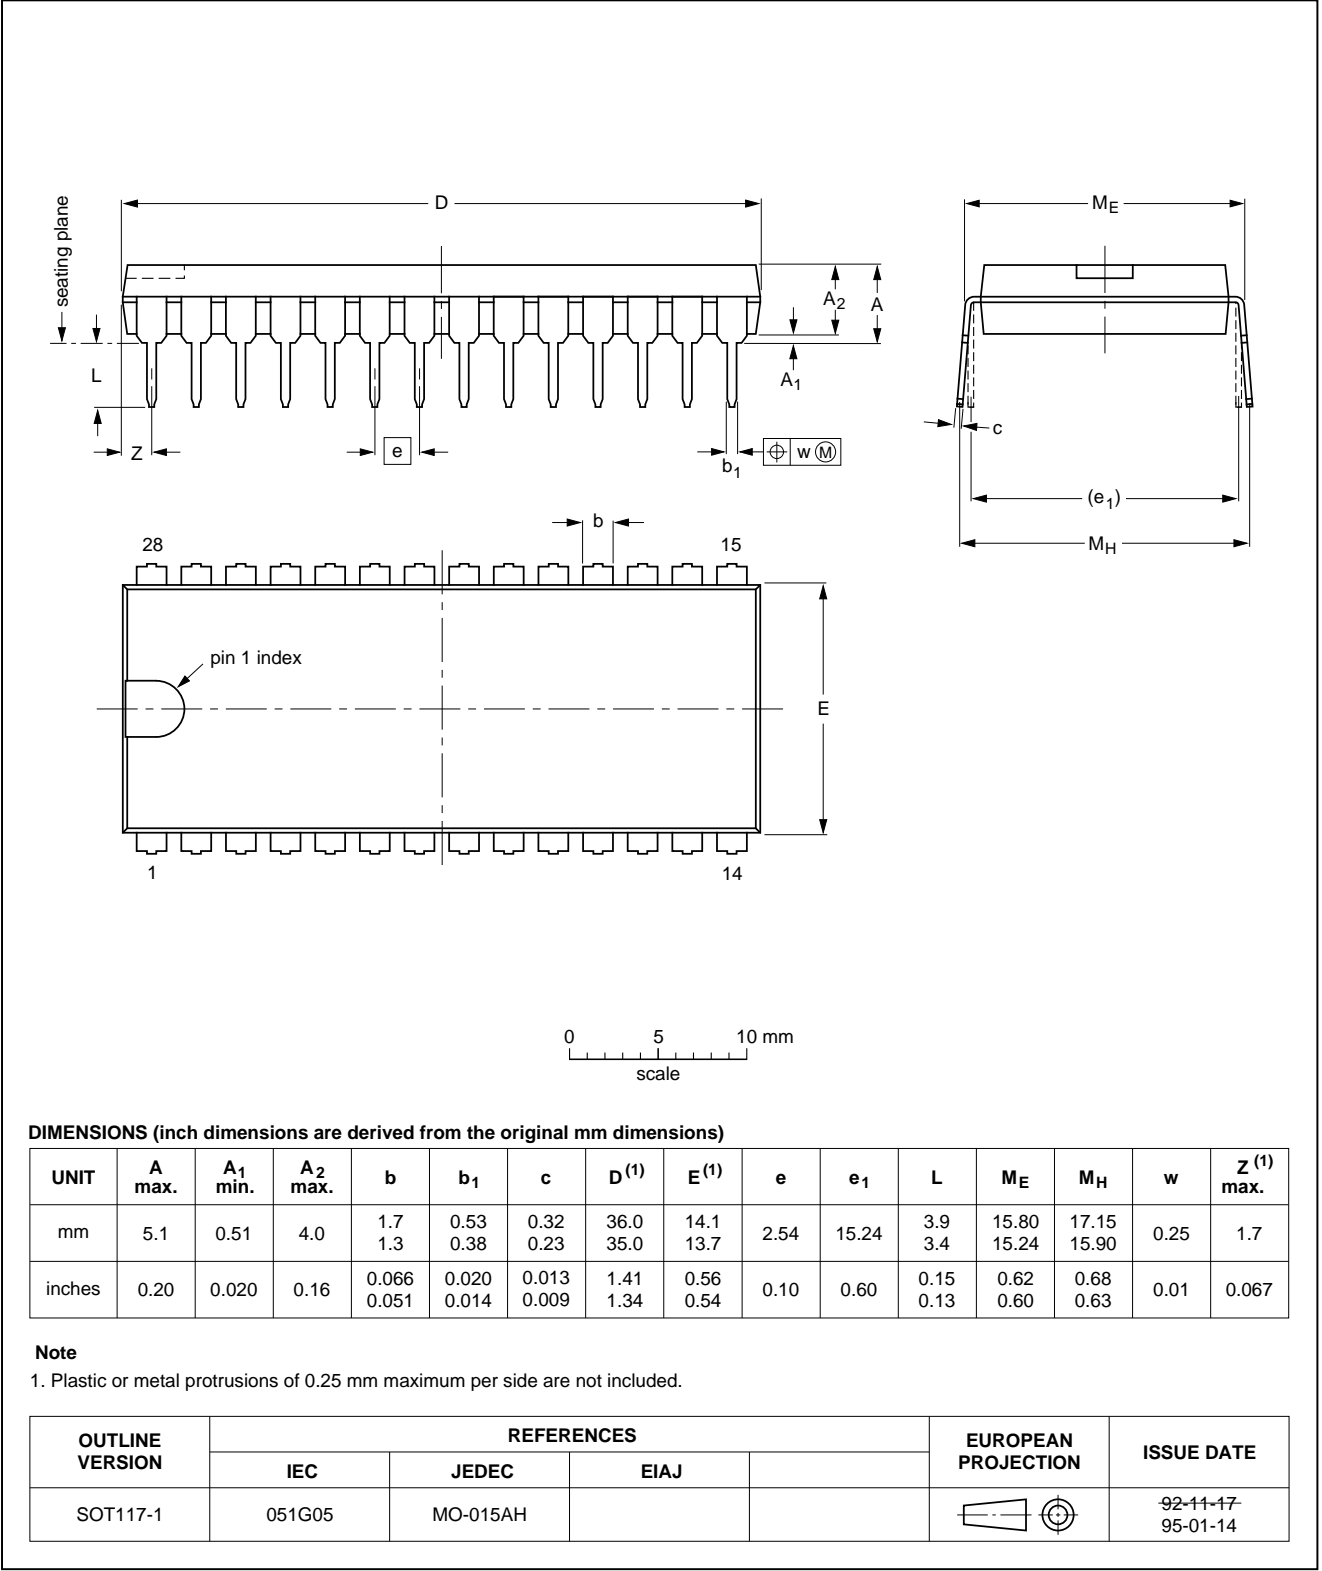 seating plane
D
ME
A2
A
L
A1
c
Z
e
b1
w M
(e1)
MH
b
28
15
pin 1 index
E
1
14
0 5 10 mm
scale
DIMENSIONS (inch dimensions are derived from the original mm dimensions)
UNIT A max. A1 min. A2 max. b b1 c D(1) E(1) e e1 L ME MH w Z(1) max.
mm 5.1 0.51 4.0 1.7 1.3 0.53 0.38 0.32 0.23 36.0 35.0 14.1 13.7 2.54 15.24 3.9 3.4 15.80 15.24 17.15 15.90 0.25 1.7
inches 0.20 0.020 0.16 0.066 0.051 0.020 0.014 0.013 0.009 1.41 1.34 0.56 0.54 0.10 0.60 0.15 0.13 0.62 0.60 0.68 0.63 0.01 0.067
Note
1. Plastic or metal protrusions of 0.25 mm maximum per side are not included.
OUTLINE VERSION REFERENCES EUROPEAN PROJECTION ISSUE DATE
IEC JEDEC EIAJ
SOT117-1 051G05 MO-015AH 92-11-17
95-01-14